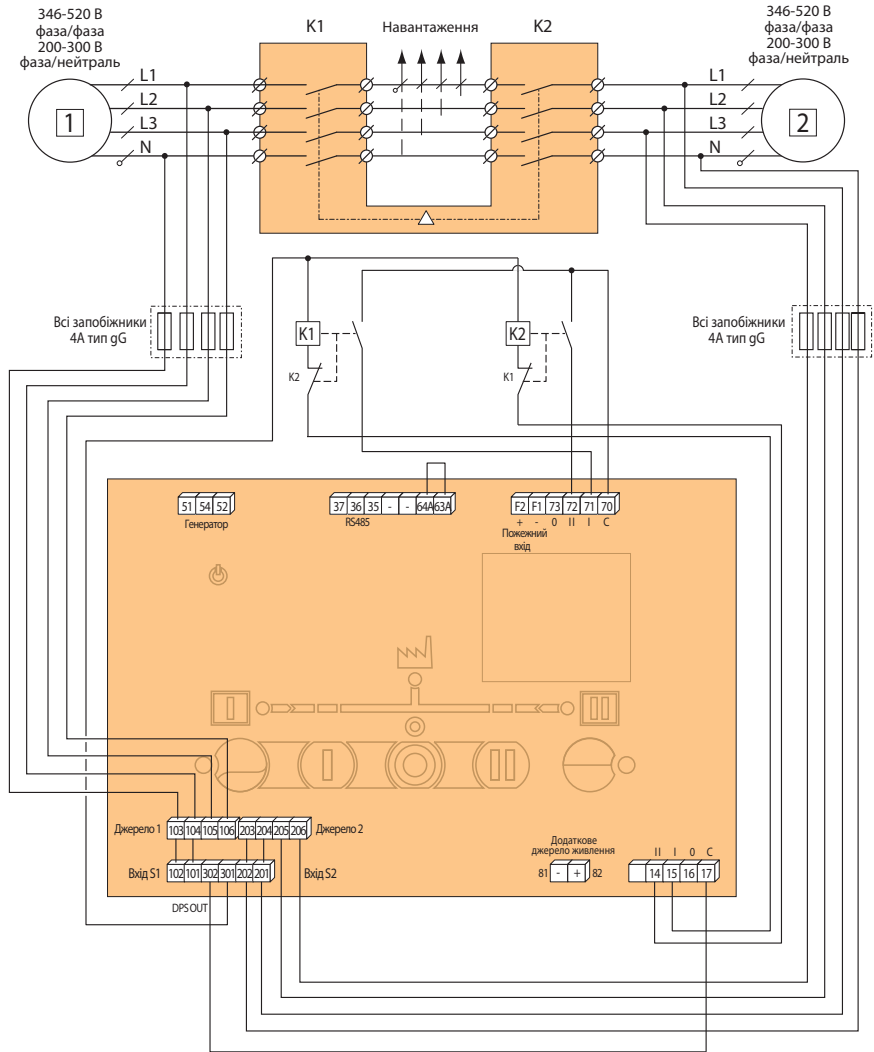 346-520 В
фаза/фаза
200-300 В
фаза/нейтраль
K1
Навантаження
K2
346-520 В
фаза/фаза
200-300 В
фаза/нейтраль
L1
L2
L3
N
1
L1
L2
L3
N
2
Всі запобіжники
4А тип gG
K1
K2
K2
K1
Всі запобіжники
4А тип gG
51 54 52
Генератор
37 36 35 - - 64A 63A
RS485
F2 F1 73 72 71 70
+ - 0 II I C
Пожежний
вхід
I
II
I
II
Джерело 1 103 104 105 106 203 204 205 206 Джерело 2
Вхід S1 102 101 302 301 202 201 Вхід S2
DPS OUT
Додаткове
джерело живлення
81 - + 82
II I 0 C
14 15 16 17